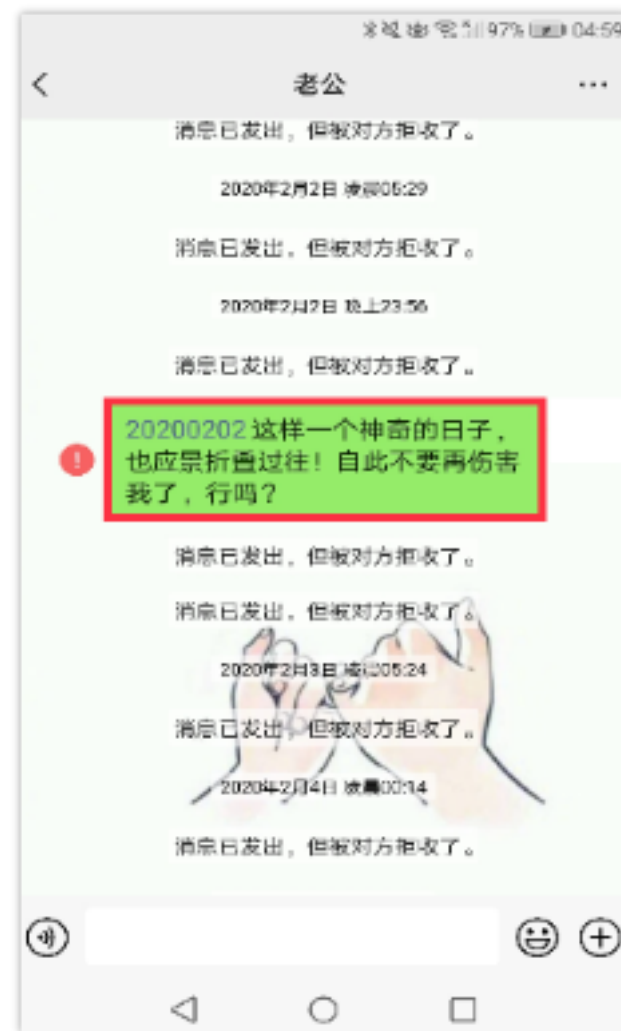 97% 04:59
老公
消息已发出，但被对方拒收了。
2020年2月2日 凌晨05:29
消息已发出，但被对方拒收了。
2020年2月2日 晚上23:56
消息已发出，但被对方拒收了。
20200202这样一个神奇的日子，
也应景折叠过往！自此不要再伤害
我了，行吗？
消息已发出，但被对方拒收了。
消息已发出，但被对方拒收了。
2020年2月3日 凌晨05:24
消息已发出，但被对方拒收了。
2020年2月4日 凌晨00:14
消息已发出，但被对方拒收了。